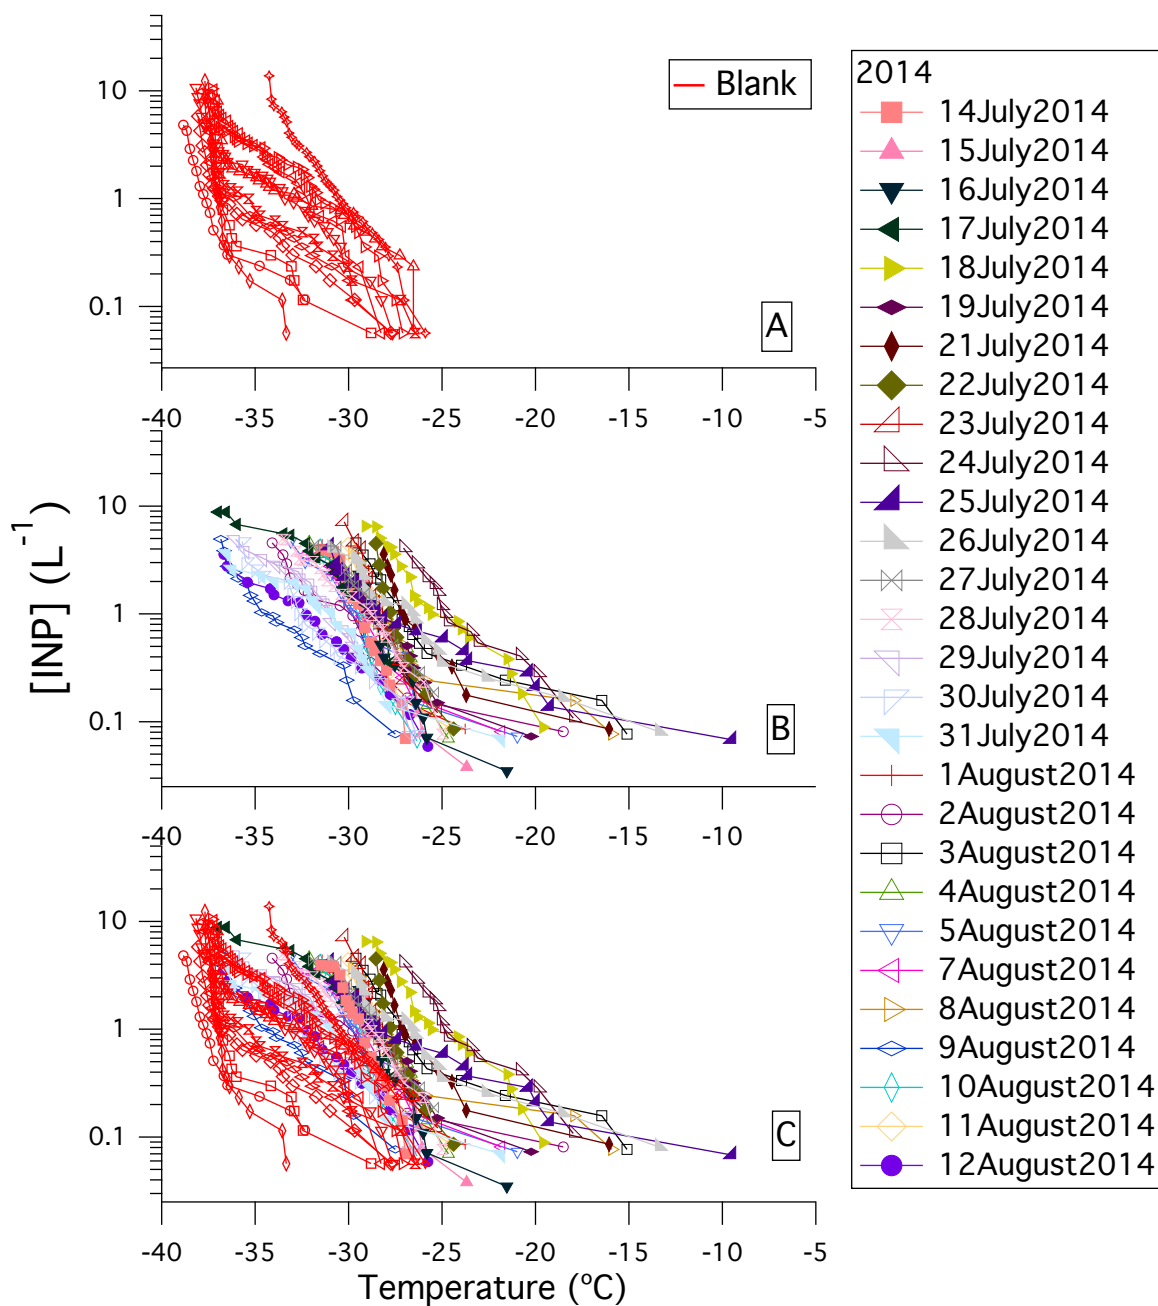 10
1
0.1
Blank
A
-40
-35
-30
-25
-20
-15
-10
-5
10
1
0.1
B
-40
-35
-30
-25
-20
-15
-10
-5
10
1
0.1
C
-40
-35
-30
-25
-20
-15
-10
-5
[INP] (L⁻¹)
Temperature (ºC)
2014
14July2014
15July2014
16July2014
17July2014
18July2014
19July2014
21July2014
22July2014
23July2014
24July2014
25July2014
26July2014
27July2014
28July2014
29July2014
30July2014
31July2014
1August2014
2August2014
3August2014
4August2014
5August2014
7August2014
8August2014
9August2014
10August2014
11August2014
12August2014